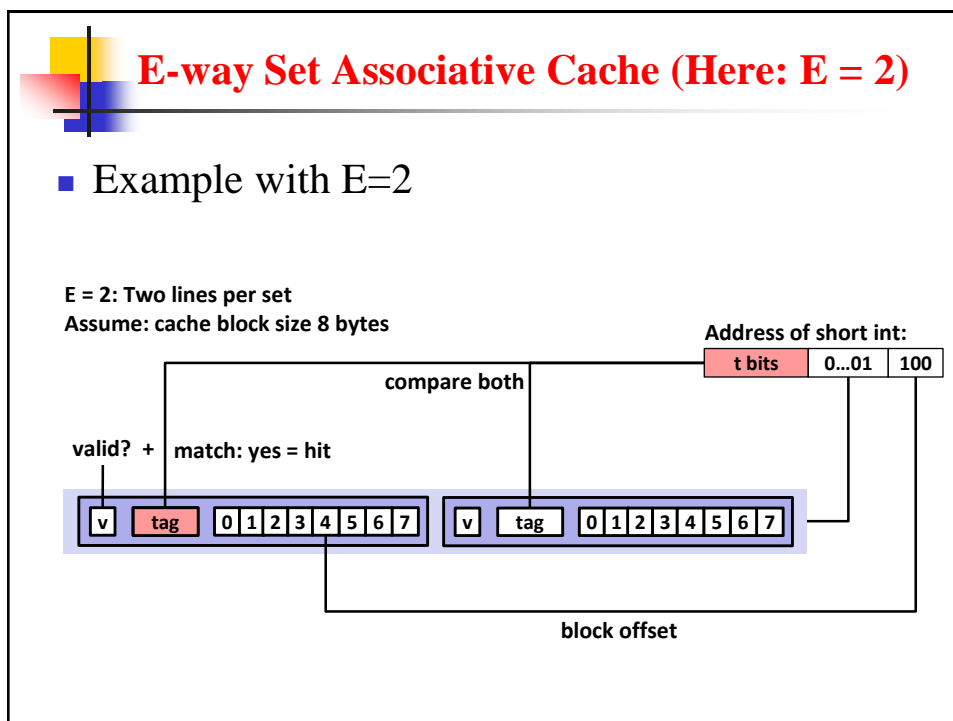 E-way Set Associative Cache (Here: E = 2)
Example with E=2
E = 2: Two lines per set
Assume: cache block size 8 bytes
Address of short int:
t bits 0...01 100
compare both
valid? + match: yes = hit
v tag 0 1 2 3 4 5 6 7 v tag 0 1 2 3 4 5 6 7
block offset